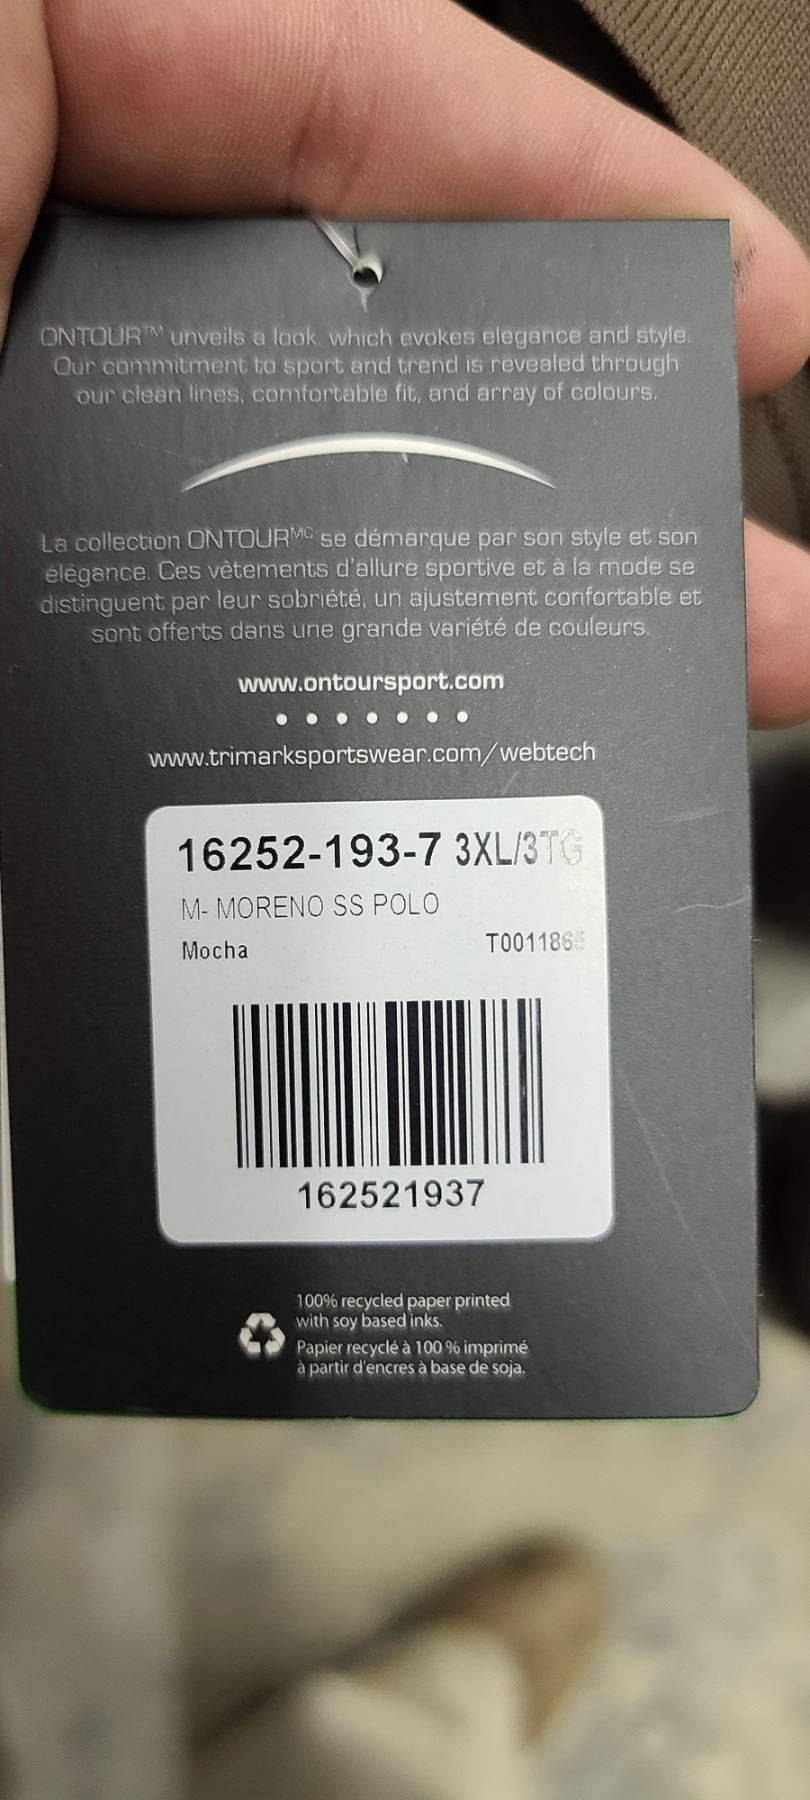 ONTOUR™ unveils a look, which evokes elegance and style.
Our commitment to sport and trend is revealed through
our clean lines, comfortable fit, and array of colours.
La collection ONTOURᴹᶜ se démarque par son style et son
élégance. Ces vêtements d'allure sportive et à la mode se
distinguent par leur sobriété, un ajustement confortable et
sont offerts dans une grande variété de couleurs.
www.ontoursport.com
www.trimarksportswear.com/webtech
16252-193-7 3XL/3TG
M- MORENO SS POLO
Mocha
162521937
100% recycled paper printed
with soy based inks.
Papier recyclé à 100 % imprimé
à partir d'encres à base de soja.